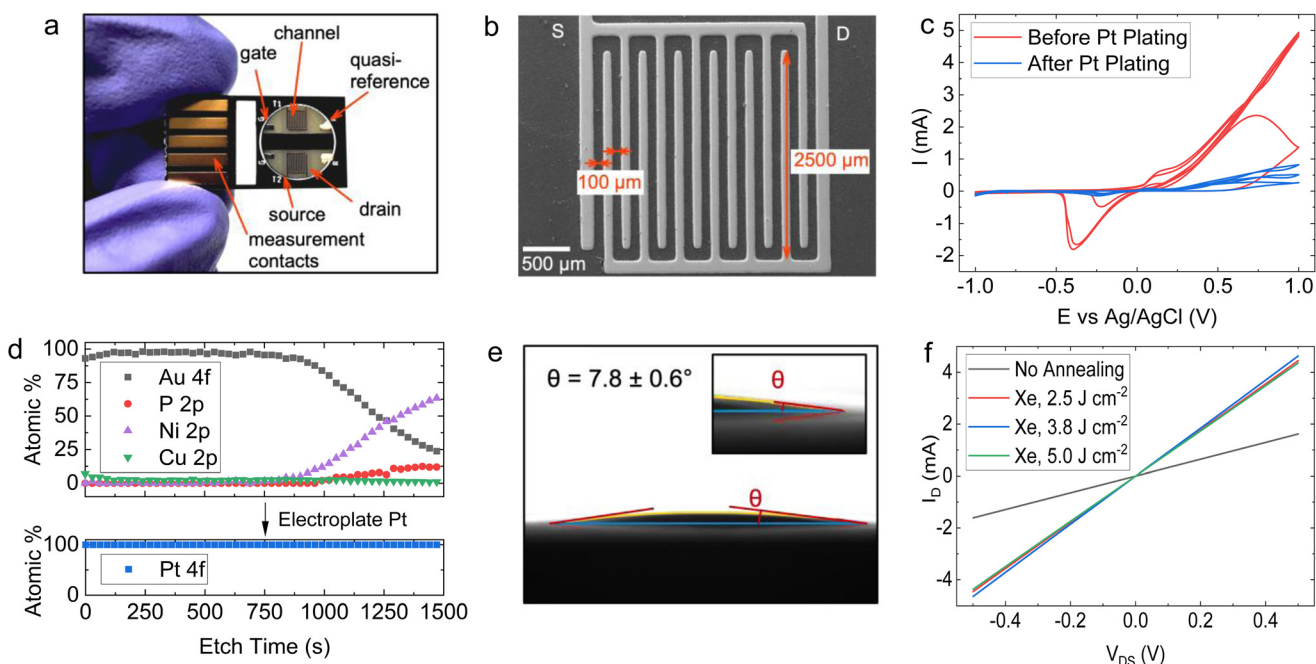 a
channel
gate
quasi-
reference
T1
T2
source
drain
measurement
contacts
b
S
D
2500 µm
100 µm
500 µm
c
Before Pt Plating
After Pt Plating
I (mA)
5
4
3
2
1
0
1
-2
-1.0
-0.5
0.0
0.5
1.0
E vs Ag/AgCl (V)
d
Atomic %
100
75
50
25
0
Au 4f
P 2p
Ni 2p
Cu 2p
Electroplate Pt
Atomic %
100
0
Pt 4f
0
250
500
750
1000
1250
1500
Etch Time (s)
e
θ = 7.8 ± 0.6°
θ
θ
f
No Annealing
Xe, 2.5 J cm⁻²
Xe, 3.8 J cm⁻²
Xe, 5.0 J cm⁻²
I_D (mA)
4
2
0
-2
-4
-0.4
-0.2
0.0
0.2
0.4
V_DS (V)